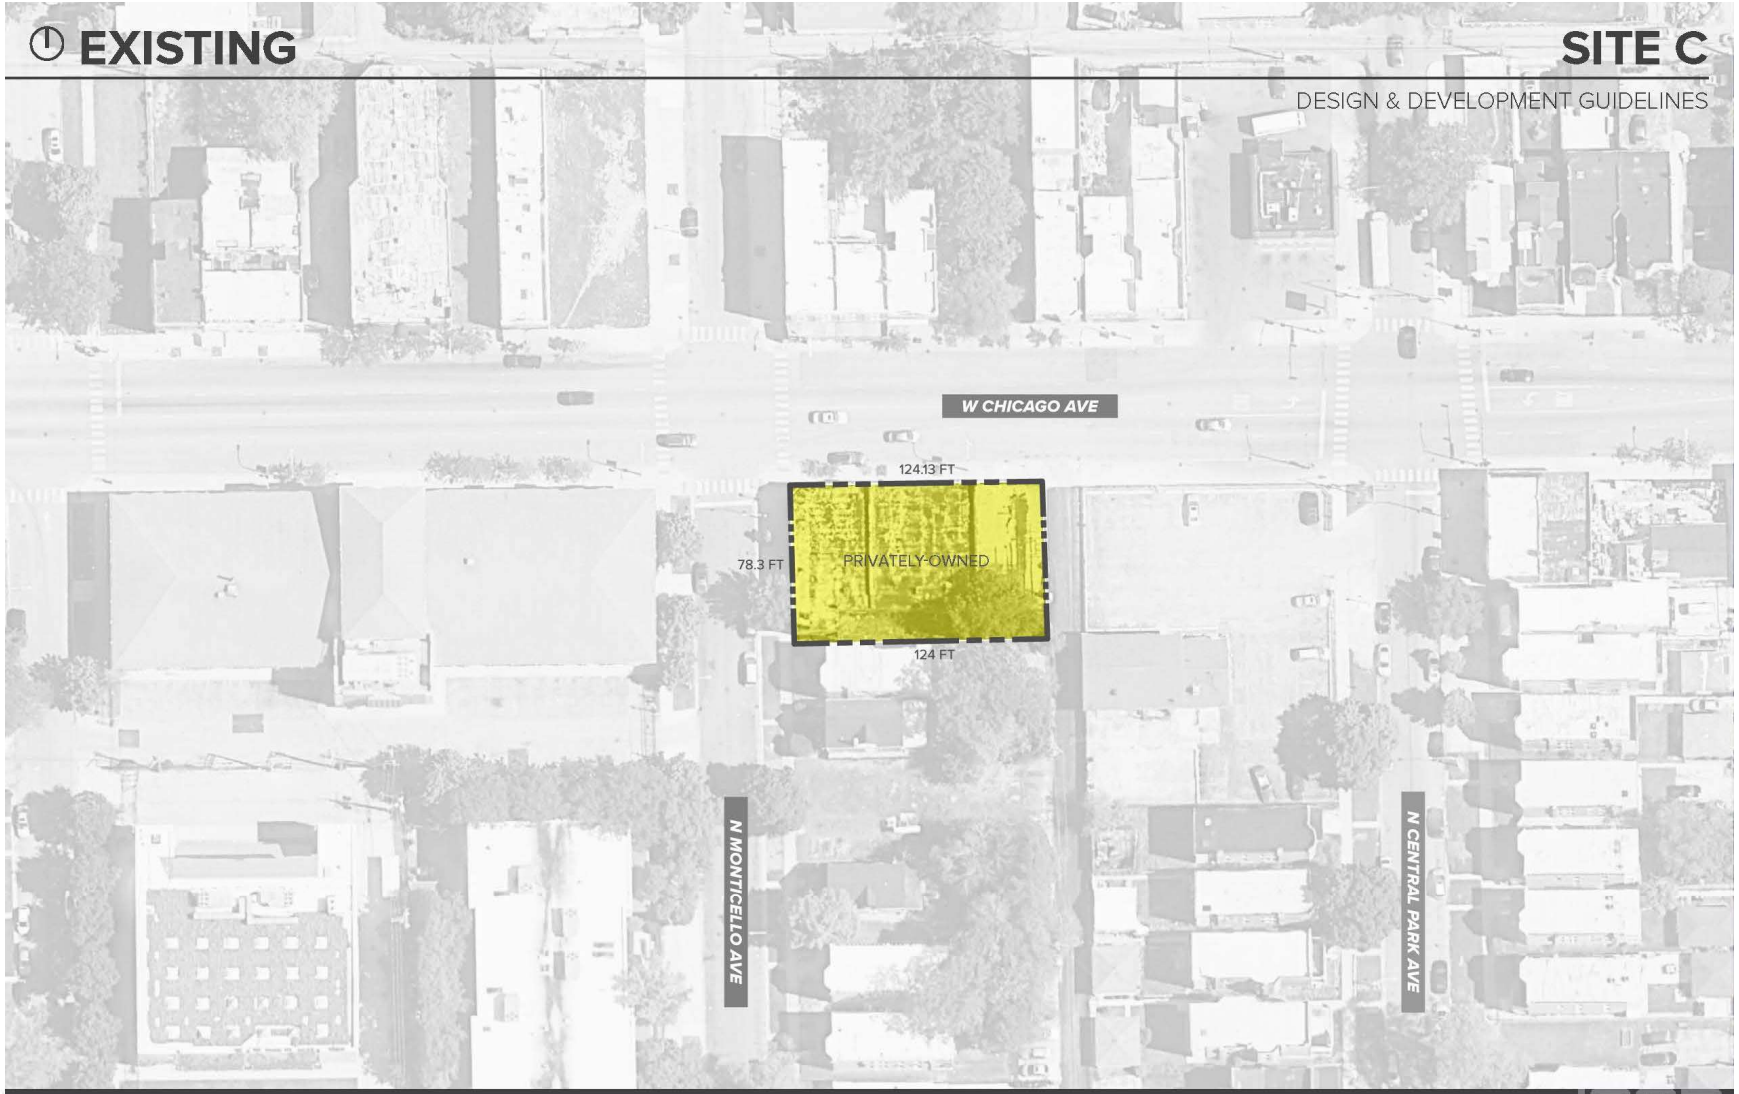 EXISTING
SITE C
DESIGN & DEVELOPMENT GUIDELINES
W CHICAGO AVE
124.13 FT
PRIVATELY-OWNED
78.3 FT
124 FT
N MONTICELLO AVE
N CENTRAL PARK AVE